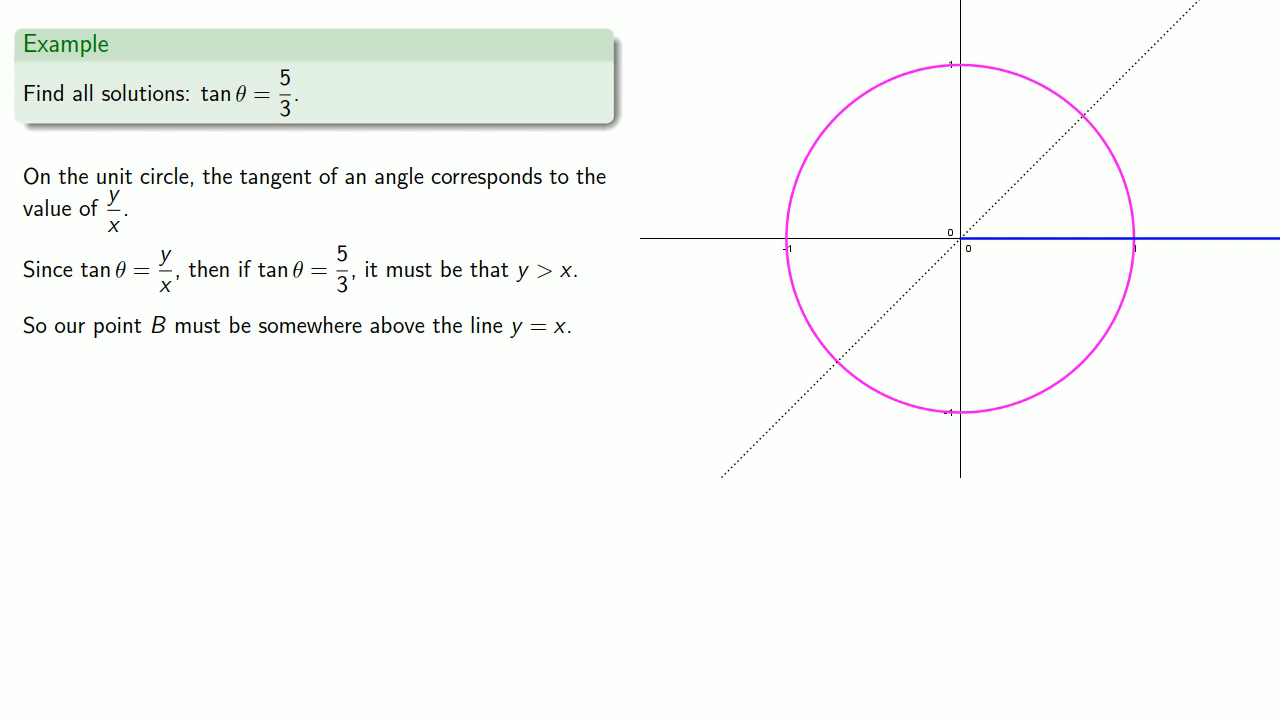 Example
Find all solutions: tan θ = 5/3.
On the unit circle, the tangent of an angle corresponds to the
value of y/x.
Since tan θ = y/x, then if tan θ = 5/3, it must be that y > x.
So our point B must be somewhere above the line y = x.
1
0
-1
0
1
-1